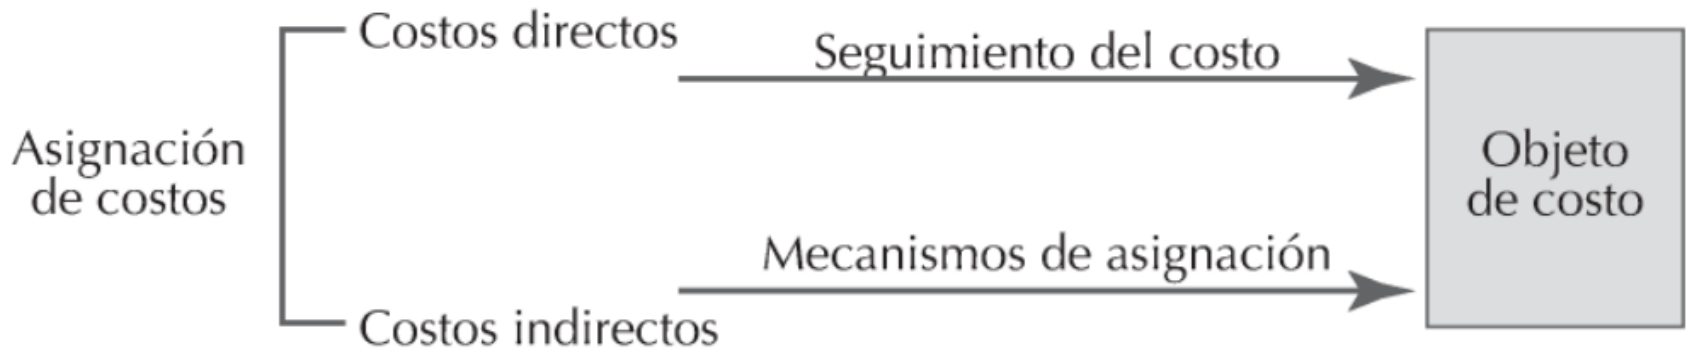 Costos directos
Seguimiento del costo
Asignación
de costos
Objeto
de costo
Mecanismos de asignación
Costos indirectos